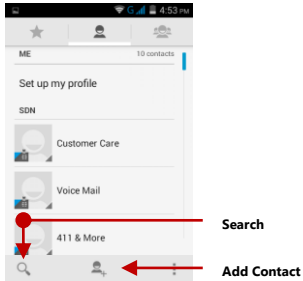 G 4:53 PM
ME 10 contacts
Set up my profile
SDN
Customer Care
Voice Mail
411 & More
Search
Add Contact